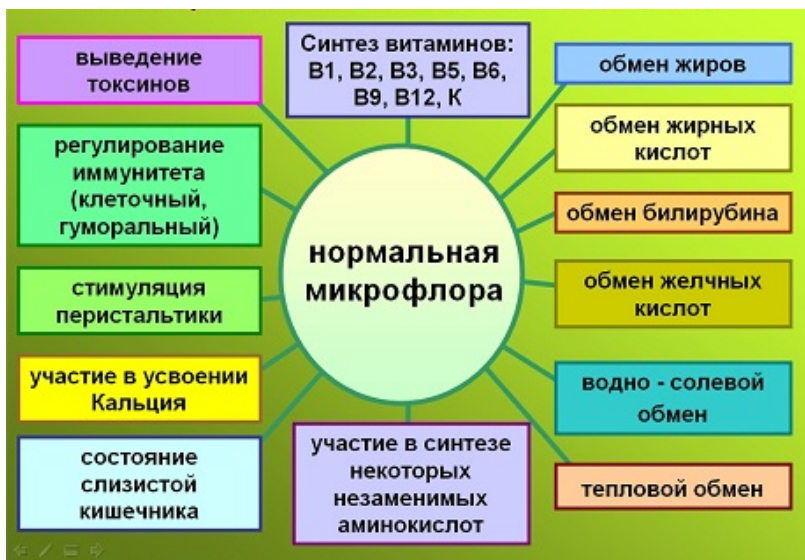 выведение
токсинов
Синтез витаминов:
В1, В2, В3, В5, В6,
В9, В12, К
обмен жиров
регулирование
иммунитета
(клеточный,
гуморальный)
обмен жирных
кислот
обмен билирубина
нормальная
микрофлора
стимуляция
перистальтики
обмен желчных
кислот
участие в усвоении
Кальция
водно - солевой
обмен
состояние
слизистой
кишечника
участие в синтезе
некоторых
незаменимых
аминокислот
тепловой обмен